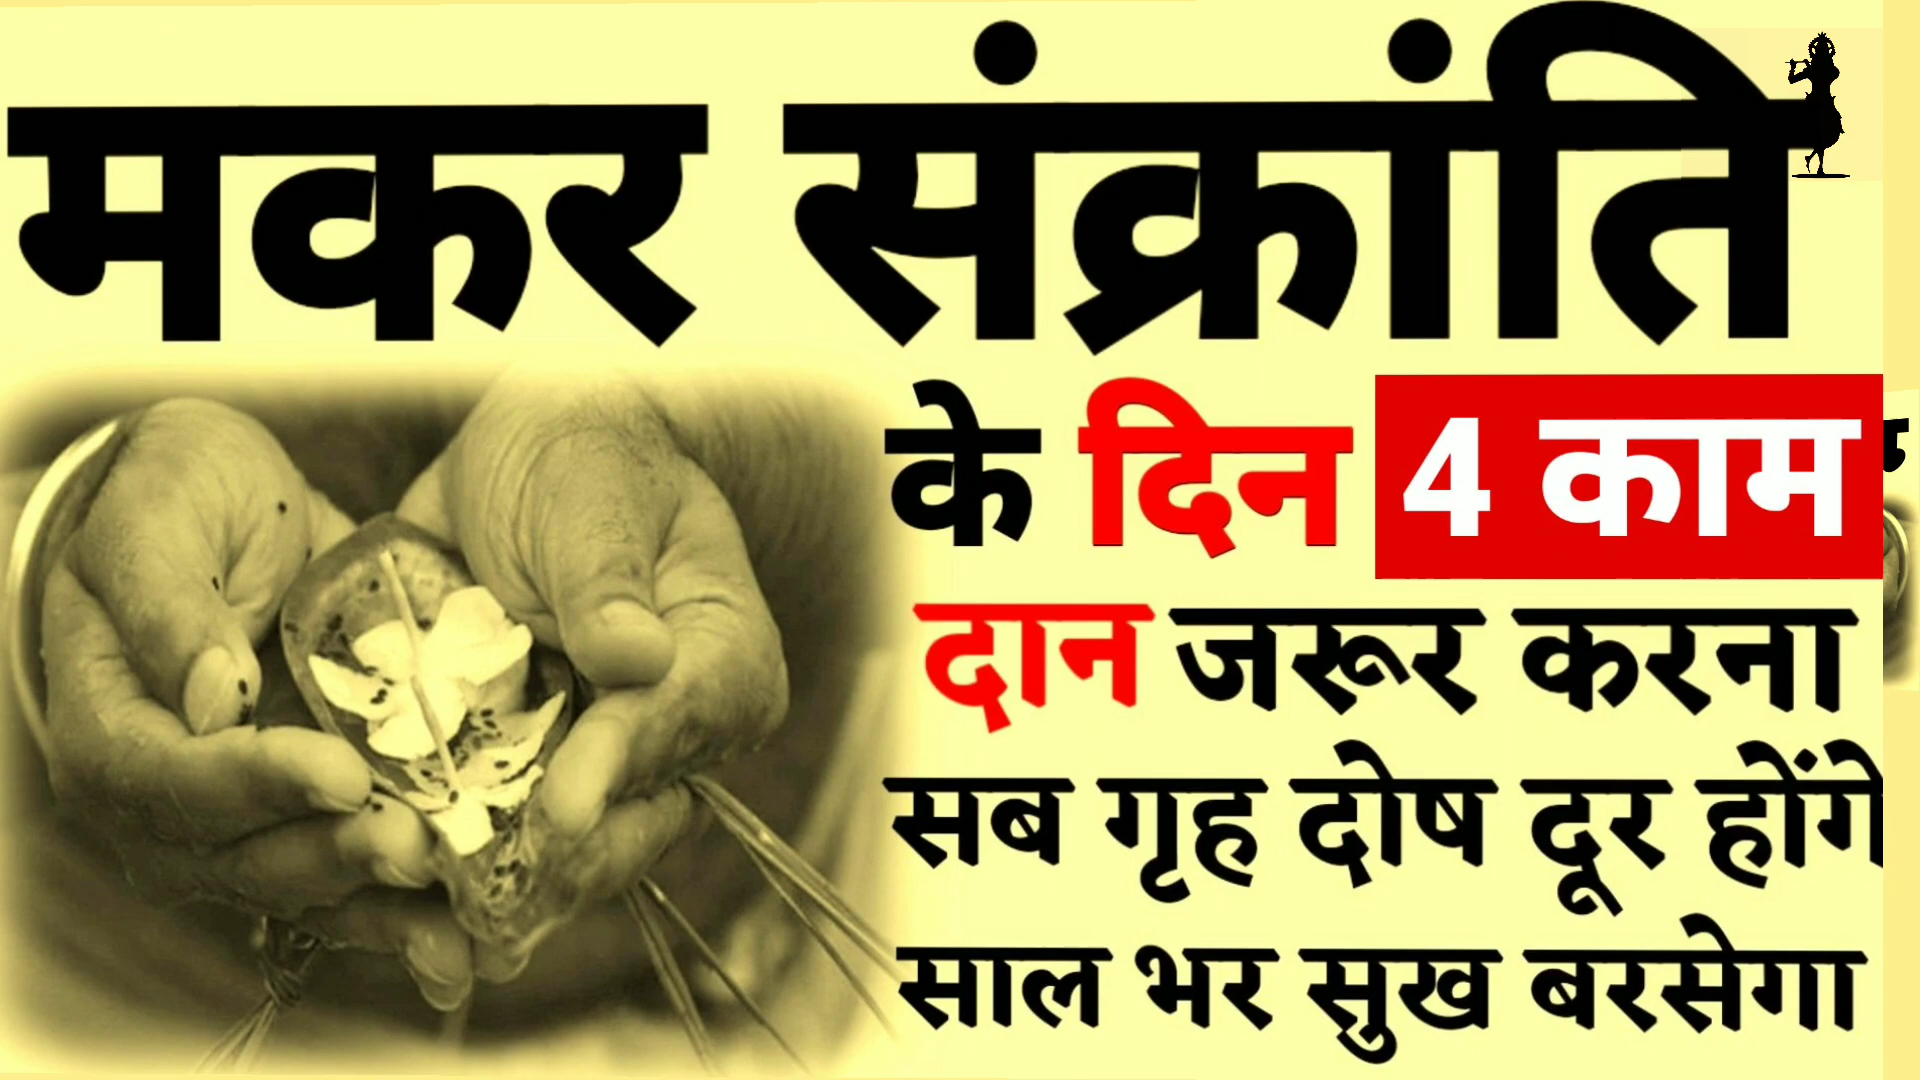 मकर संक्रांति
के दिन 4 काम
दान जरूर करना
सब गृह दोष दूर होंगे
साल भर सुख बरसेगा